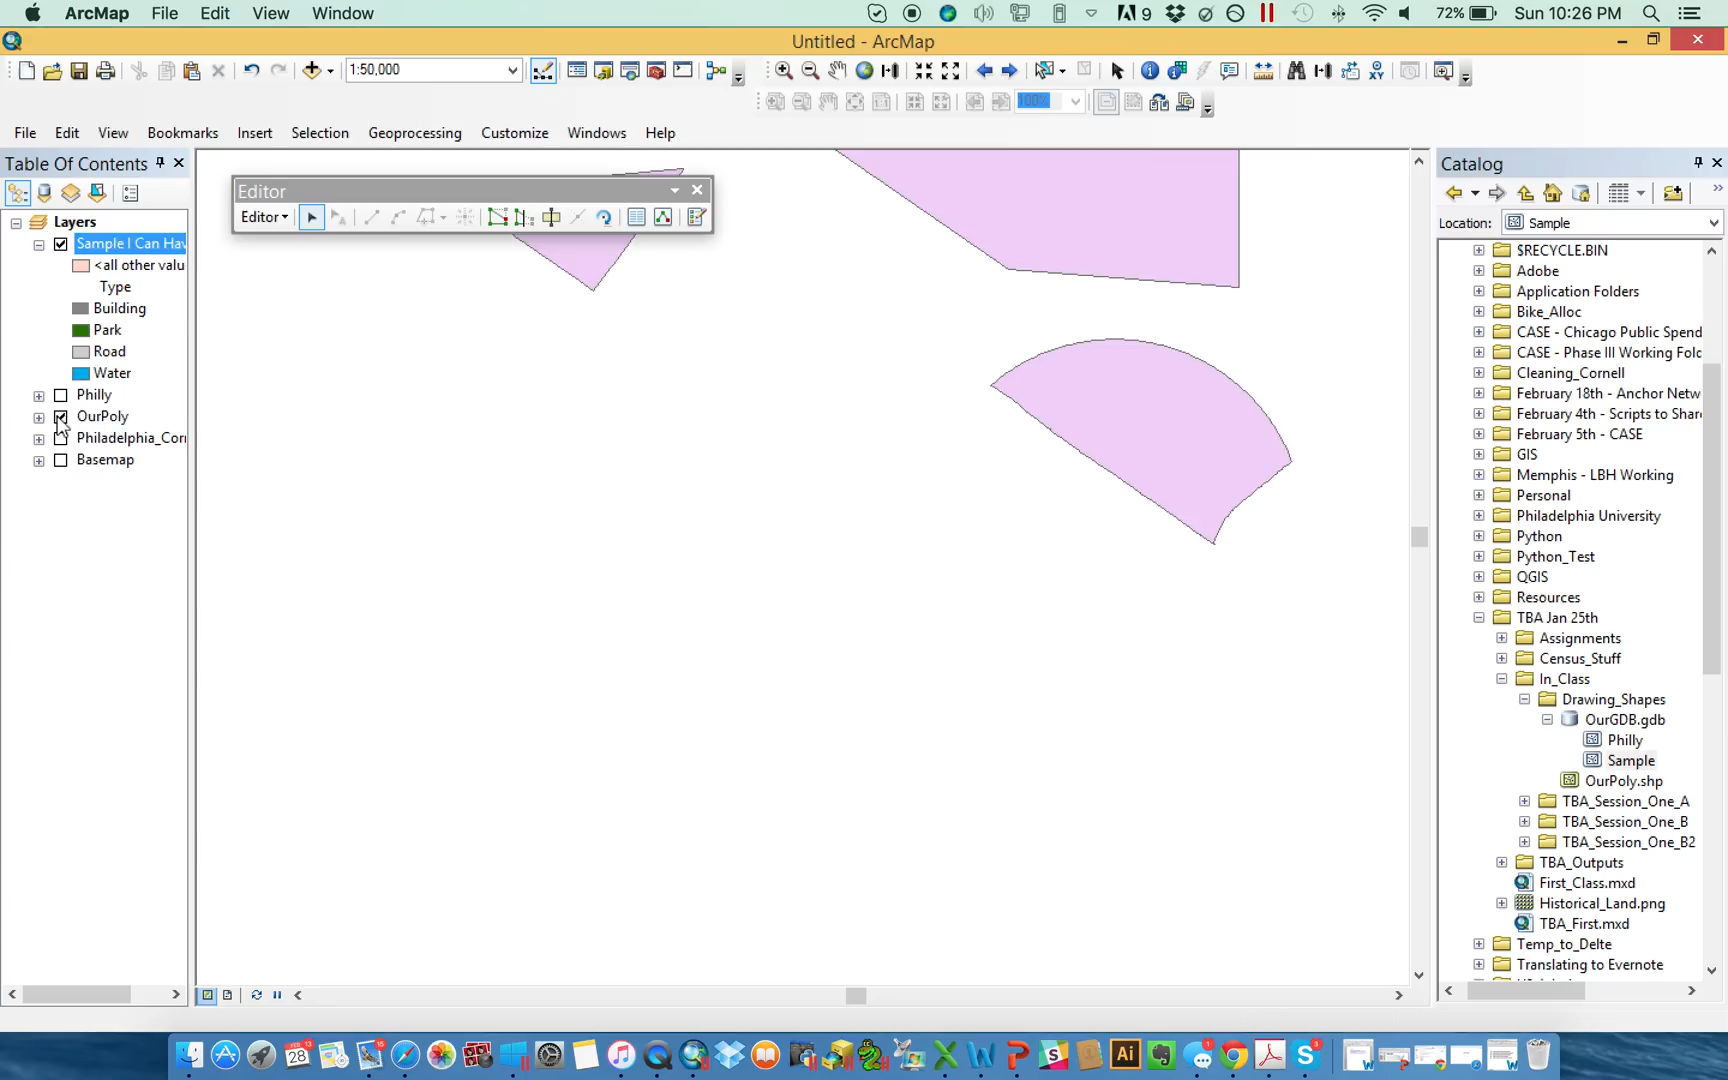 ArcMap File Edit View Window 9 72% Sun 10:26 PM
Untitled - ArcMap
1:50,000
100%
File Edit View Bookmarks Insert Selection Geoprocessing Customize Windows Help
Table Of Contents
Layers
Sample I Can Hav
<all other valu
Type
Building
Park
Road
Water
Philly
OurPoly
Philadelphia_Cor
Basemap
Editor
Editor
Catalog
Location: Sample
$RECYCLE.BIN
Adobe
Application Folders
Bike_Alloc
CASE - Chicago Public Spend
CASE - Phase III Working Fold
Cleaning_Cornell
February 18th - Anchor Netw
February 4th - Scripts to Share
February 5th - CASE
GIS
Memphis - LBH Working
Personal
Philadelphia University
Python
Python_Test
QGIS
Resources
TBA Jan 25th
Assignments
Census_Stuff
In_Class
Drawing_Shapes
OurGDB.gdb
Philly
Sample
OurPoly.shp
TBA_Session_One_A
TBA_Session_One_B
TBA_Session_One_B2
TBA_Outputs
First_Class.mxd
Historical_Land.png
TBA_First.mxd
Temp_to_Delte
Translating to Evernote